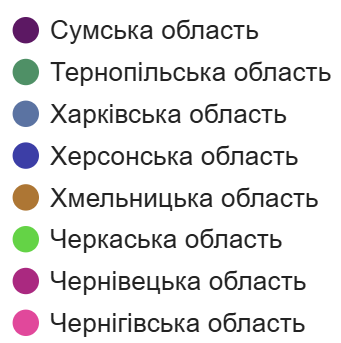 Сумська область
Тернопільська область
Харківська область
Херсонська область
Хмельницька область
Черкаська область
Чернівецька область
Чернігівська область